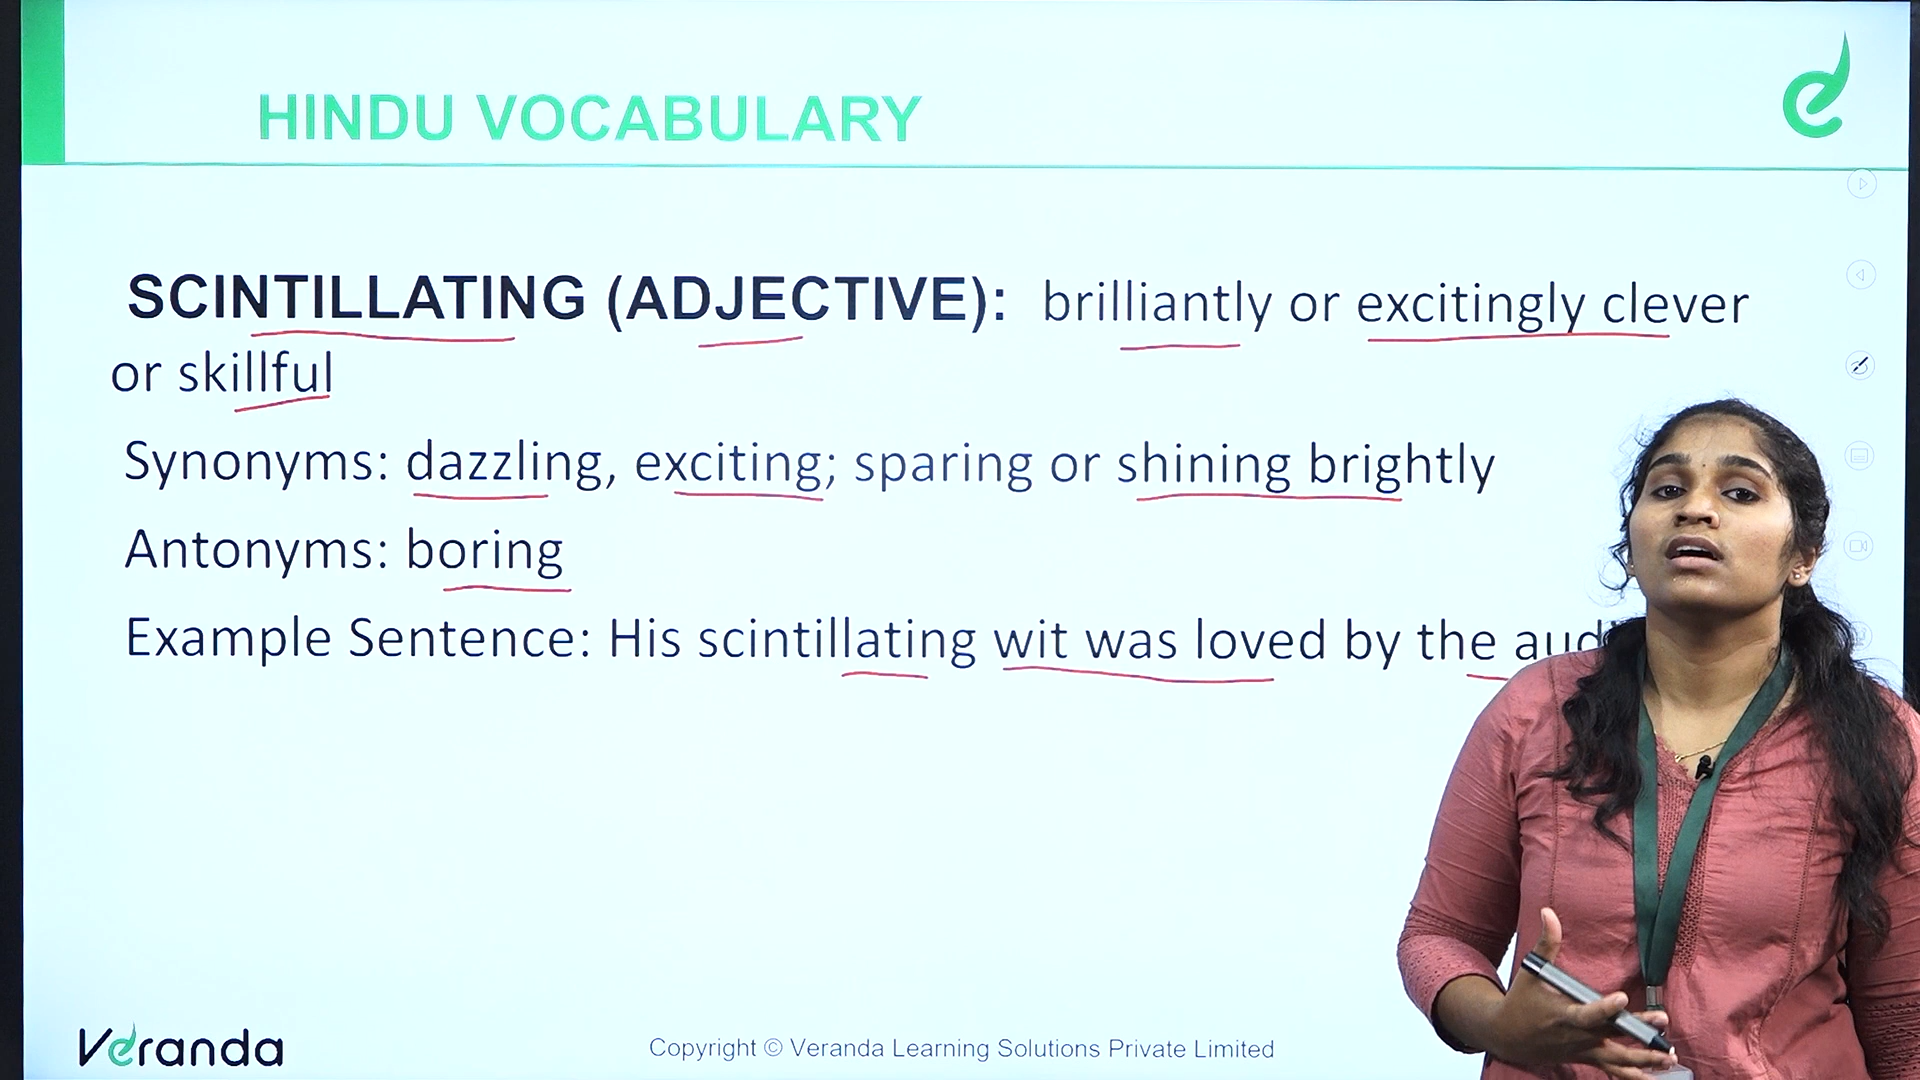 HINDU VOCABULARY
SCINTILLATING (ADJECTIVE): brilliantly or excitingly clever
or skillful
Synonyms: dazzling, exciting; sparing or shining brightly
Antonyms: boring
Example Sentence: His scintillating wit was loved by the
Veranda
Copyright © Veranda Learning Solutions Private Limited